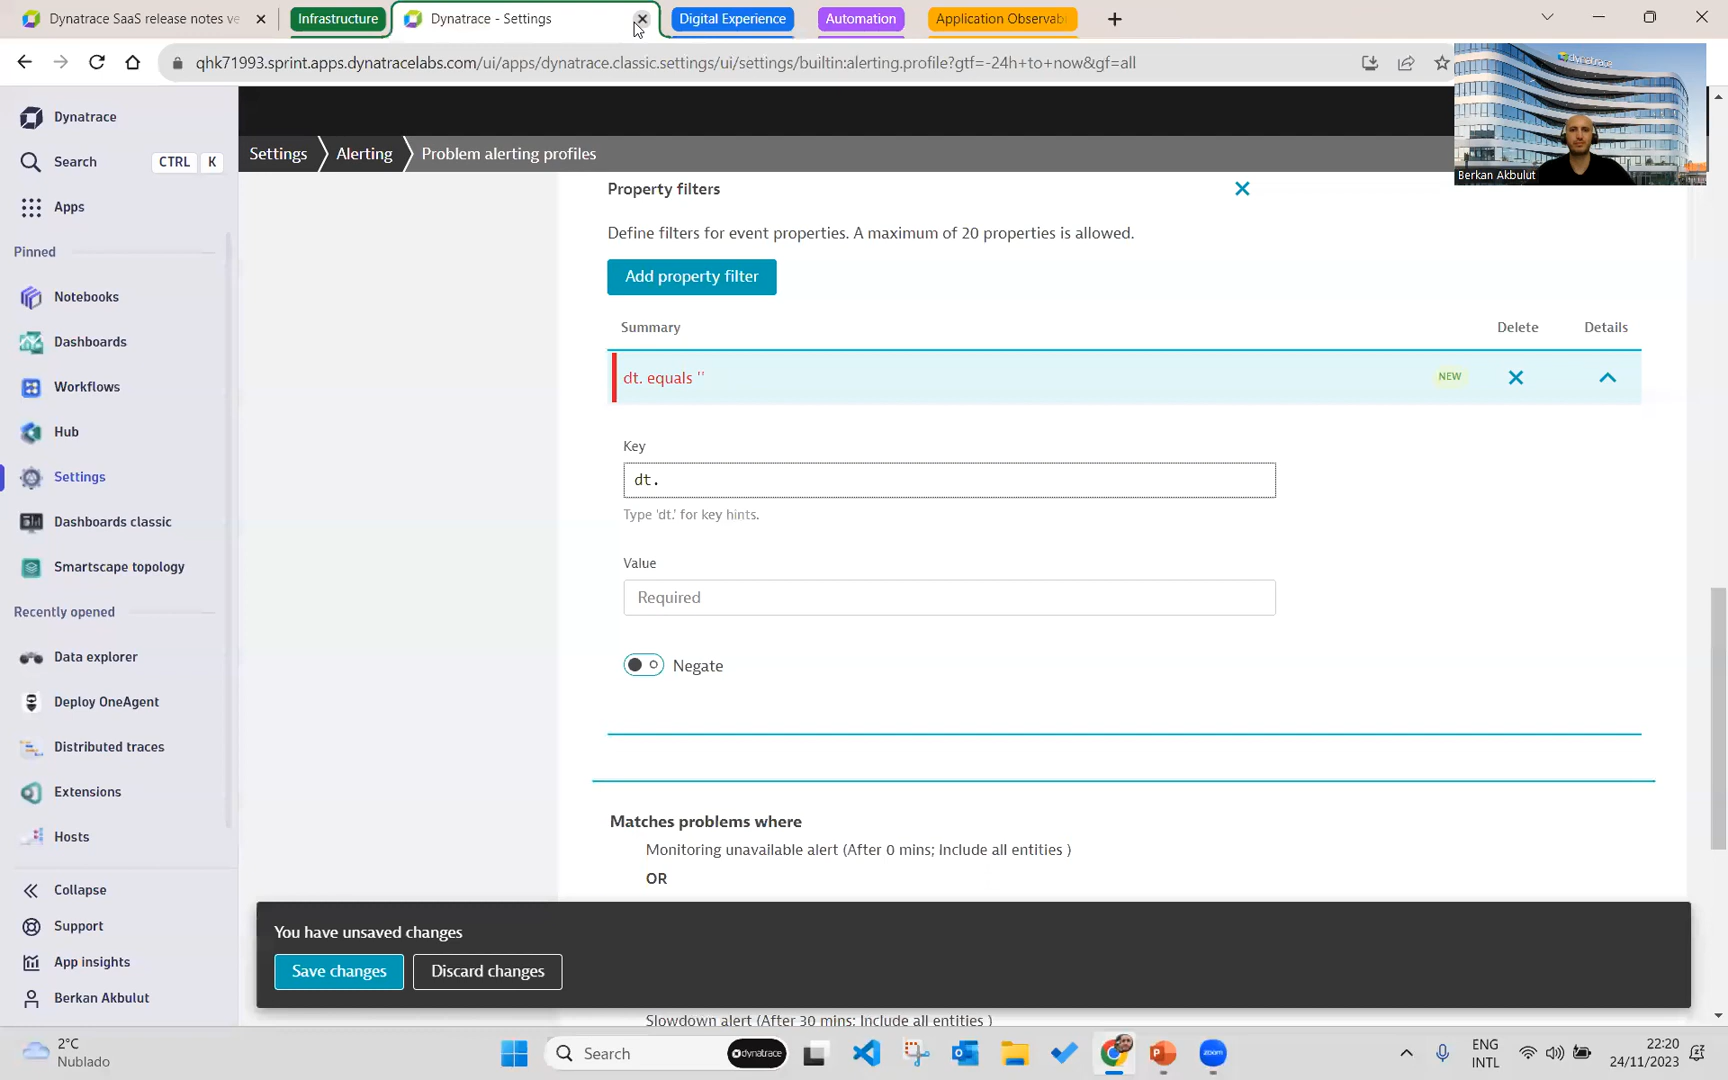 Dynatrace SaaS release notes ve
Infrastructure
Dynatrace - Settings
Digital Experience
Automation
Application Observab
qhk71993.sprint.apps.dynatracelabs.com/ui/apps/dynatrace.classic.settings/ui/settings/builtin:alerting.profile?gtf=-24h+to+now&gf=all
dynatrace
Berkan Akbulut
Dynatrace
Search CTRL K
Apps
Pinned
Notebooks
Dashboards
Workflows
Hub
Settings
Dashboards classic
Smartscape topology
Recently opened
Data explorer
Deploy OneAgent
Distributed traces
Extensions
Hosts
Collapse
Support
App insights
Berkan Akbulut
Settings Alerting Problem alerting profiles
Property filters
Define filters for event properties. A maximum of 20 properties is allowed.
Add property filter
Summary Delete Details
dt. equals '' NEW
Key
dt.
Type 'dt.' for key hints.
Value
Required
Negate
Matches problems where
Monitoring unavailable alert (After 0 mins; Include all entities )
OR
You have unsaved changes
Save changes Discard changes
Slowdown alert (After 30 mins; Include all entities )
2°C
Nublado
Search
dynatrace
zoom
ENG
INTL
22:20
24/11/2023